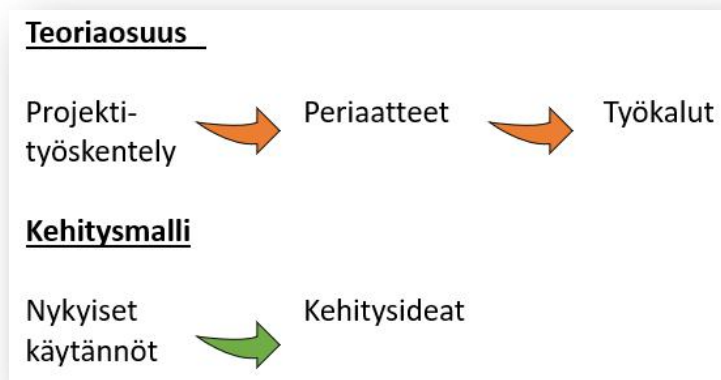 Teoriaosuus
Projekti-
työskentely
Periaatteet
Työkalut
Kehitysmalli
Nykyiset
käytännöt
Kehitysideat